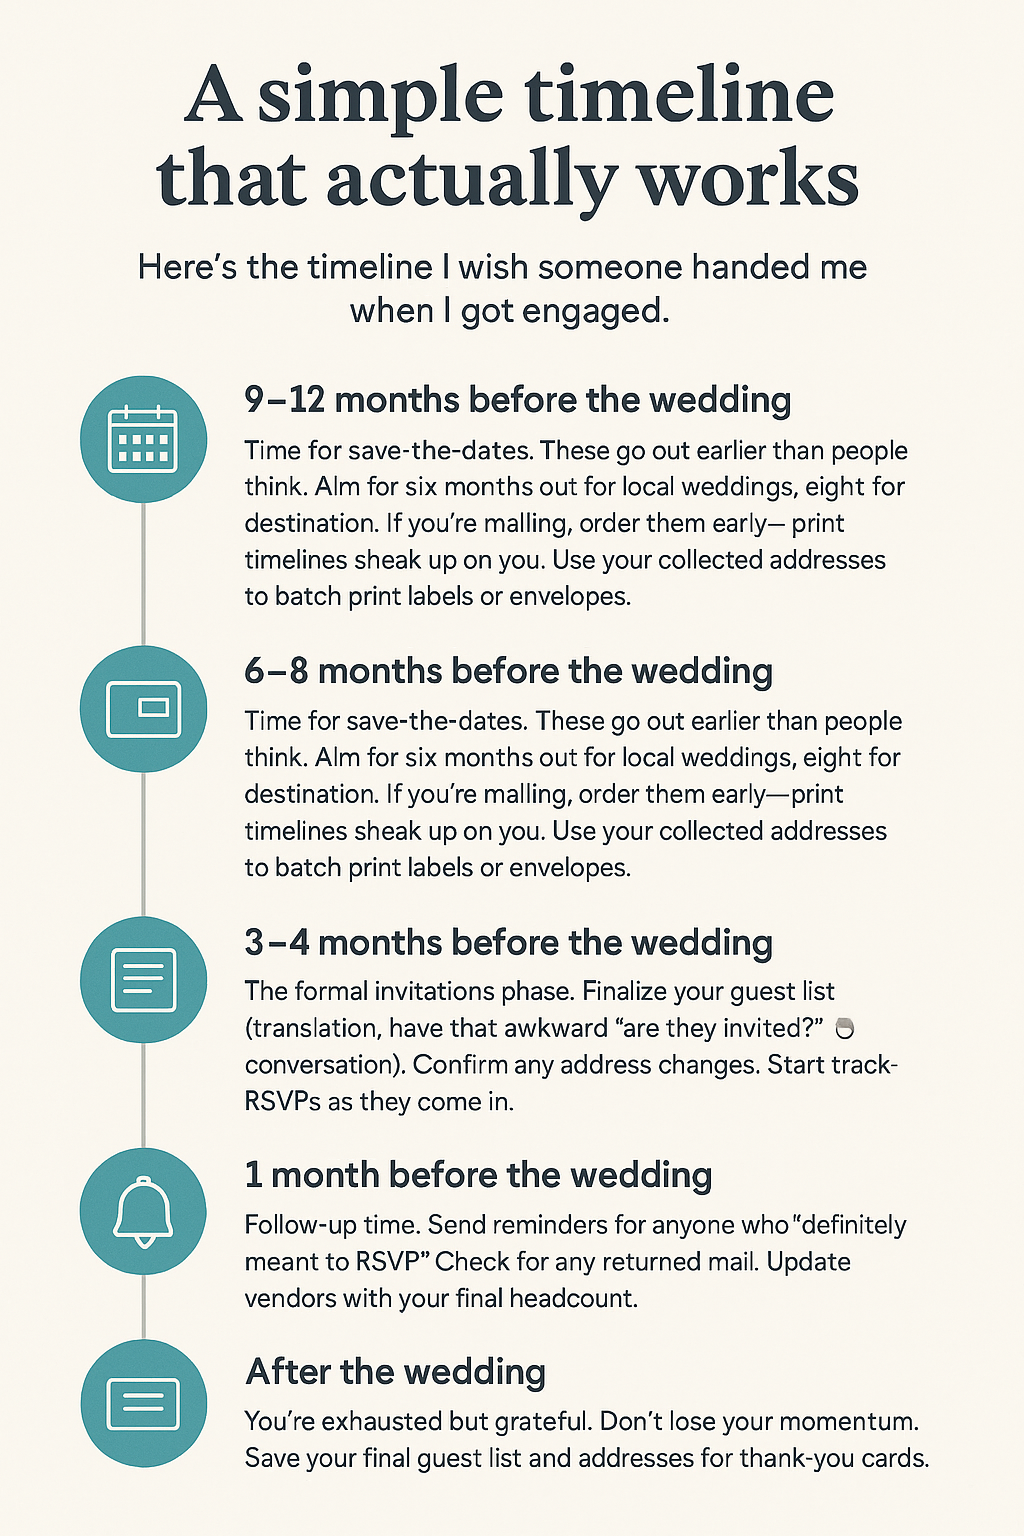 A simple timeline
that actually works
Here's the timeline I wish someone handed me
when I got engaged.
9–12 months before the wedding
Time for save-the-dates. These go out earlier than people
think. Alm for six months out for local weddings, eight for
destination. If you're malling, order them early— print
timelines sheak up on you. Use your collected addresses
to batch print labels or envelopes.
6–8 months before the wedding
Time for save-the-dates. These go out earlier than people
think. Alm for six months out for local weddings, eight for
destination. If you're malling, order them early—print
timelines sheak up on you. Use your collected addresses
to batch print labels or envelopes.
3–4 months before the wedding
The formal invitations phase. Finalize your guest list
(translation, have that awkward “are they invited?”
conversation). Confirm any address changes. Start track-
RSVPs as they come in.
1 month before the wedding
Follow-up time. Send reminders for anyone who “definitely
meant to RSVP” Check for any returned mail. Update
vendors with your final headcount.
After the wedding
You're exhausted but grateful. Don't lose your momentum.
Save your final guest list and addresses for thank-you cards.